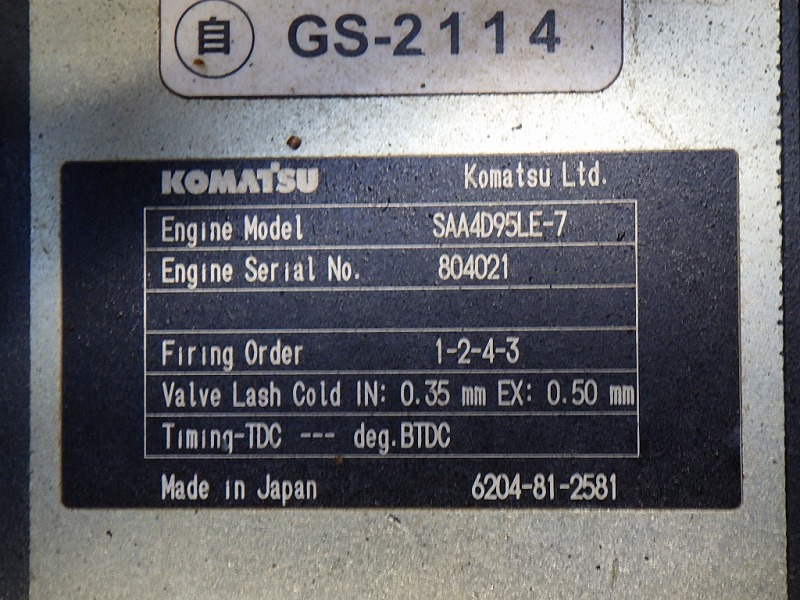 自 GS-2114
KOMATSU Komatsu Ltd.
Engine Model SAA4D95LE-7
Engine Serial No. 804021
Firing Order 1-2-4-3
Valve Lash Cold IN: 0.35 mm EX: 0.50 mm
Timing-TDC --- deg.BTDC
Made in Japan 6204-81-2581